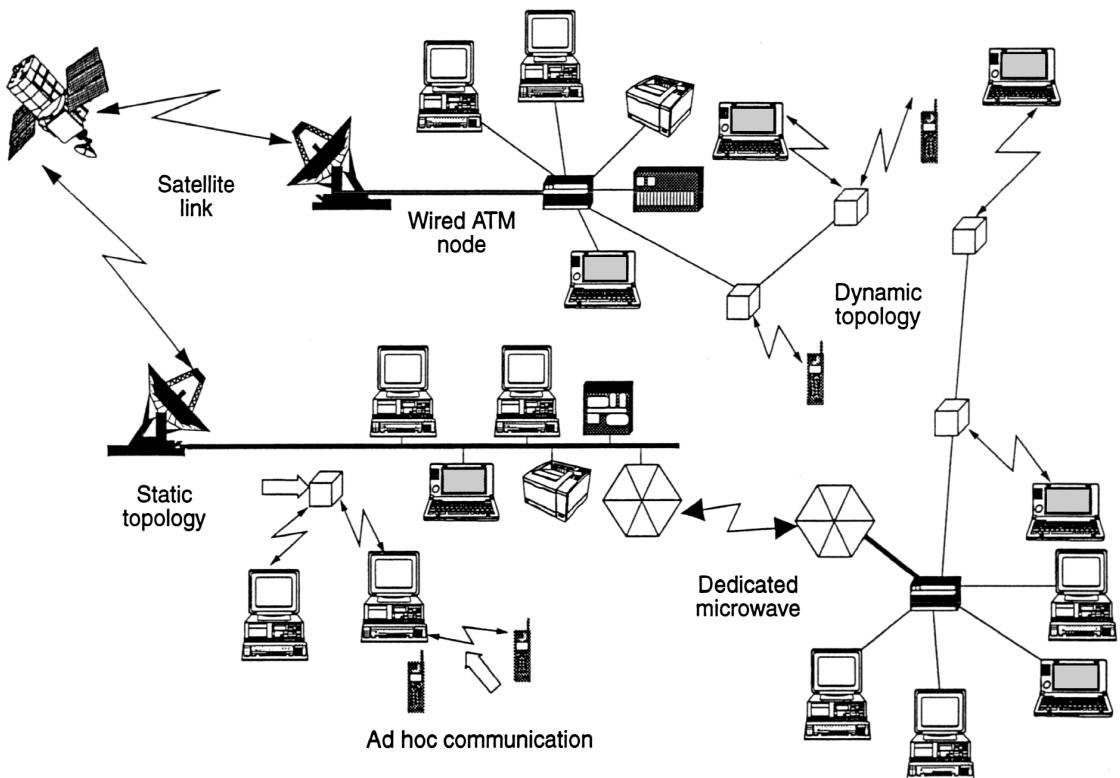 Satellite
link
Wired ATM
node
Dynamic
topology
Static
topology
Dedicated
microwave
Ad hoc communication